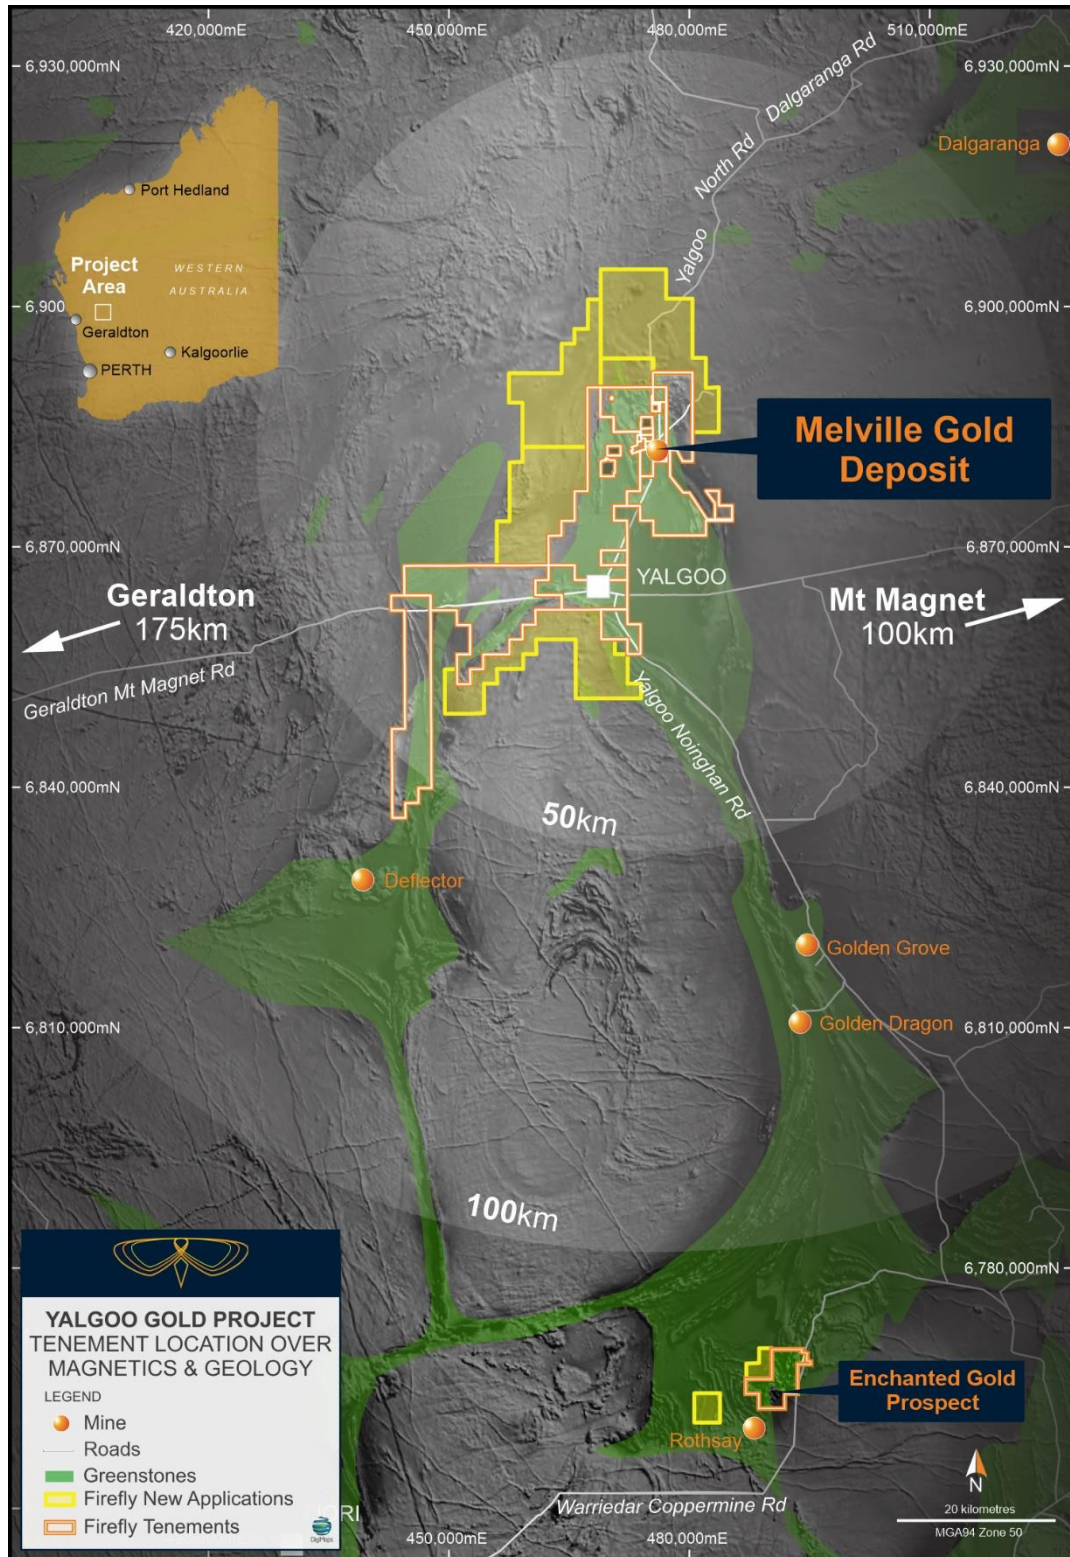 420,000mE
450,000mE
480,000mE
510,000mE
6,930,000mN
6,930,000mN
Dalgaranga Rd
Dalgaranga
North Rd
Yalgoo
Port Hedland
Project
Area
WESTERN
AUSTRALIA
Geraldton
Kalgoorlie
PERTH
6,900
6,900,000mN
Melville Gold
Deposit
6,870,000mN
6,870,000mN
YALGOO
Geraldton
175km
Mt Magnet
100km
Geraldton Mt Magnet Rd
Yalgoo Noinghan Rd
6,840,000mN
6,840,000mN
50km
Deflector
Golden Grove
6,810,000mN
Golden Dragon
6,810,000mN
100km
6,780,000mN
YALGOO GOLD PROJECT
TENEMENT LOCATION OVER
MAGNETICS & GEOLOGY
LEGEND
Mine
Roads
Greenstones
Firefly New Applications
Firefly Tenements
DigMaps
Enchanted Gold
Prospect
Rothsay
Warriedar Coppermine Rd
N
20 kilometres
MGA94 Zone 50
450,000mE
480,000mE